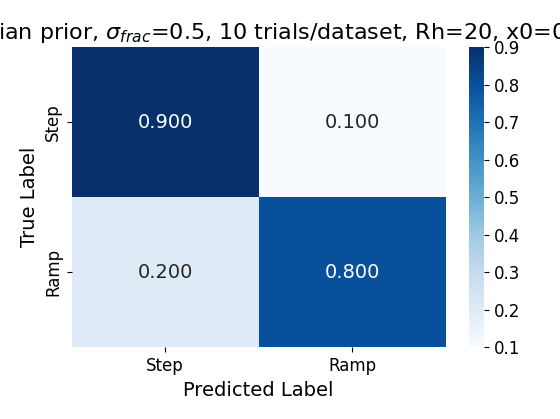 ian prior, σ_frac=0.5, 10 trials/dataset, Rh=20, x0=0
True Label
Step
0.900
0.100
Ramp
0.200
0.800
Step
Ramp
Predicted Label
0.9
0.8
0.7
0.6
0.5
0.4
0.3
0.2
0.1